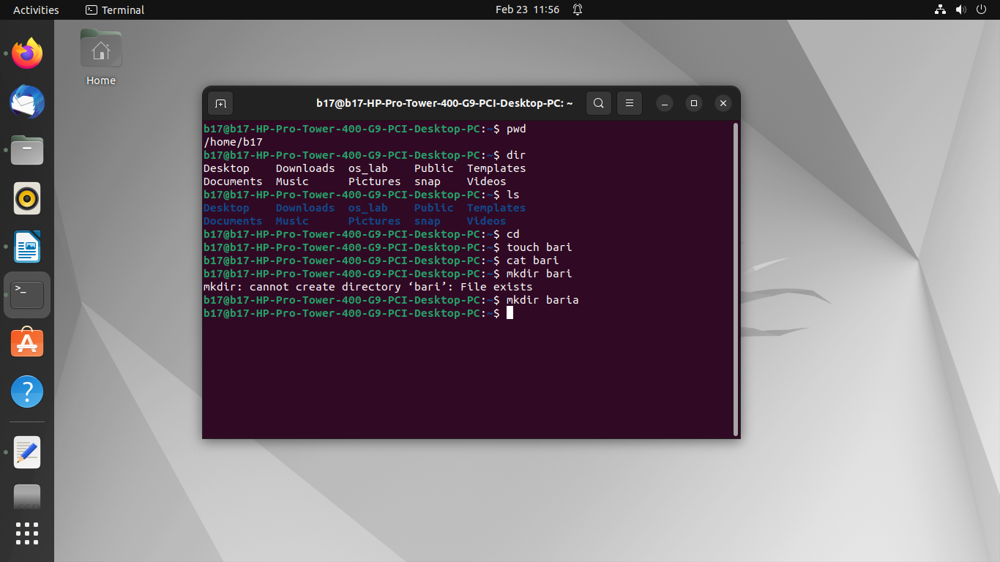 Activities Terminal Feb 23 11:56
Home
b17@b17-HP-Pro-Tower-400-G9-PCI-Desktop-PC: ~
b17@b17-HP-Pro-Tower-400-G9-PCI-Desktop-PC:~$ pwd
/home/b17
b17@b17-HP-Pro-Tower-400-G9-PCI-Desktop-PC:~$ dir
Desktop Downloads os_lab Public Templates
Documents Music Pictures snap Videos
b17@b17-HP-Pro-Tower-400-G9-PCI-Desktop-PC:~$ ls
Desktop Downloads os_lab Public Templates
Documents Music Pictures snap Videos
b17@b17-HP-Pro-Tower-400-G9-PCI-Desktop-PC:~$ cd
b17@b17-HP-Pro-Tower-400-G9-PCI-Desktop-PC:~$ touch bari
b17@b17-HP-Pro-Tower-400-G9-PCI-Desktop-PC:~$ cat bari
b17@b17-HP-Pro-Tower-400-G9-PCI-Desktop-PC:~$ mkdir bari
mkdir: cannot create directory ‘bari’: File exists
b17@b17-HP-Pro-Tower-400-G9-PCI-Desktop-PC:~$ mkdir baria
b17@b17-HP-Pro-Tower-400-G9-PCI-Desktop-PC:~$